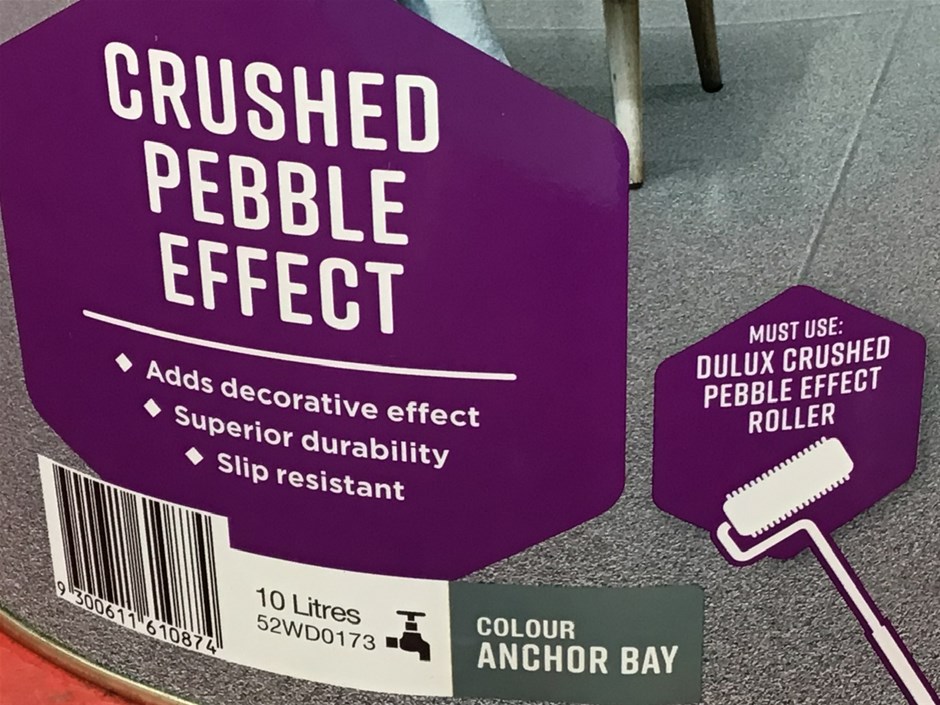 CRUSHED
PEBBLE
EFFECT
Adds decorative effect
Superior durability
Slip resistant
MUST USE:
DULUX CRUSHED
PEBBLE EFFECT
ROLLER
9 300611 610874
10 Litres
52WD0173
COLOUR
ANCHOR BAY